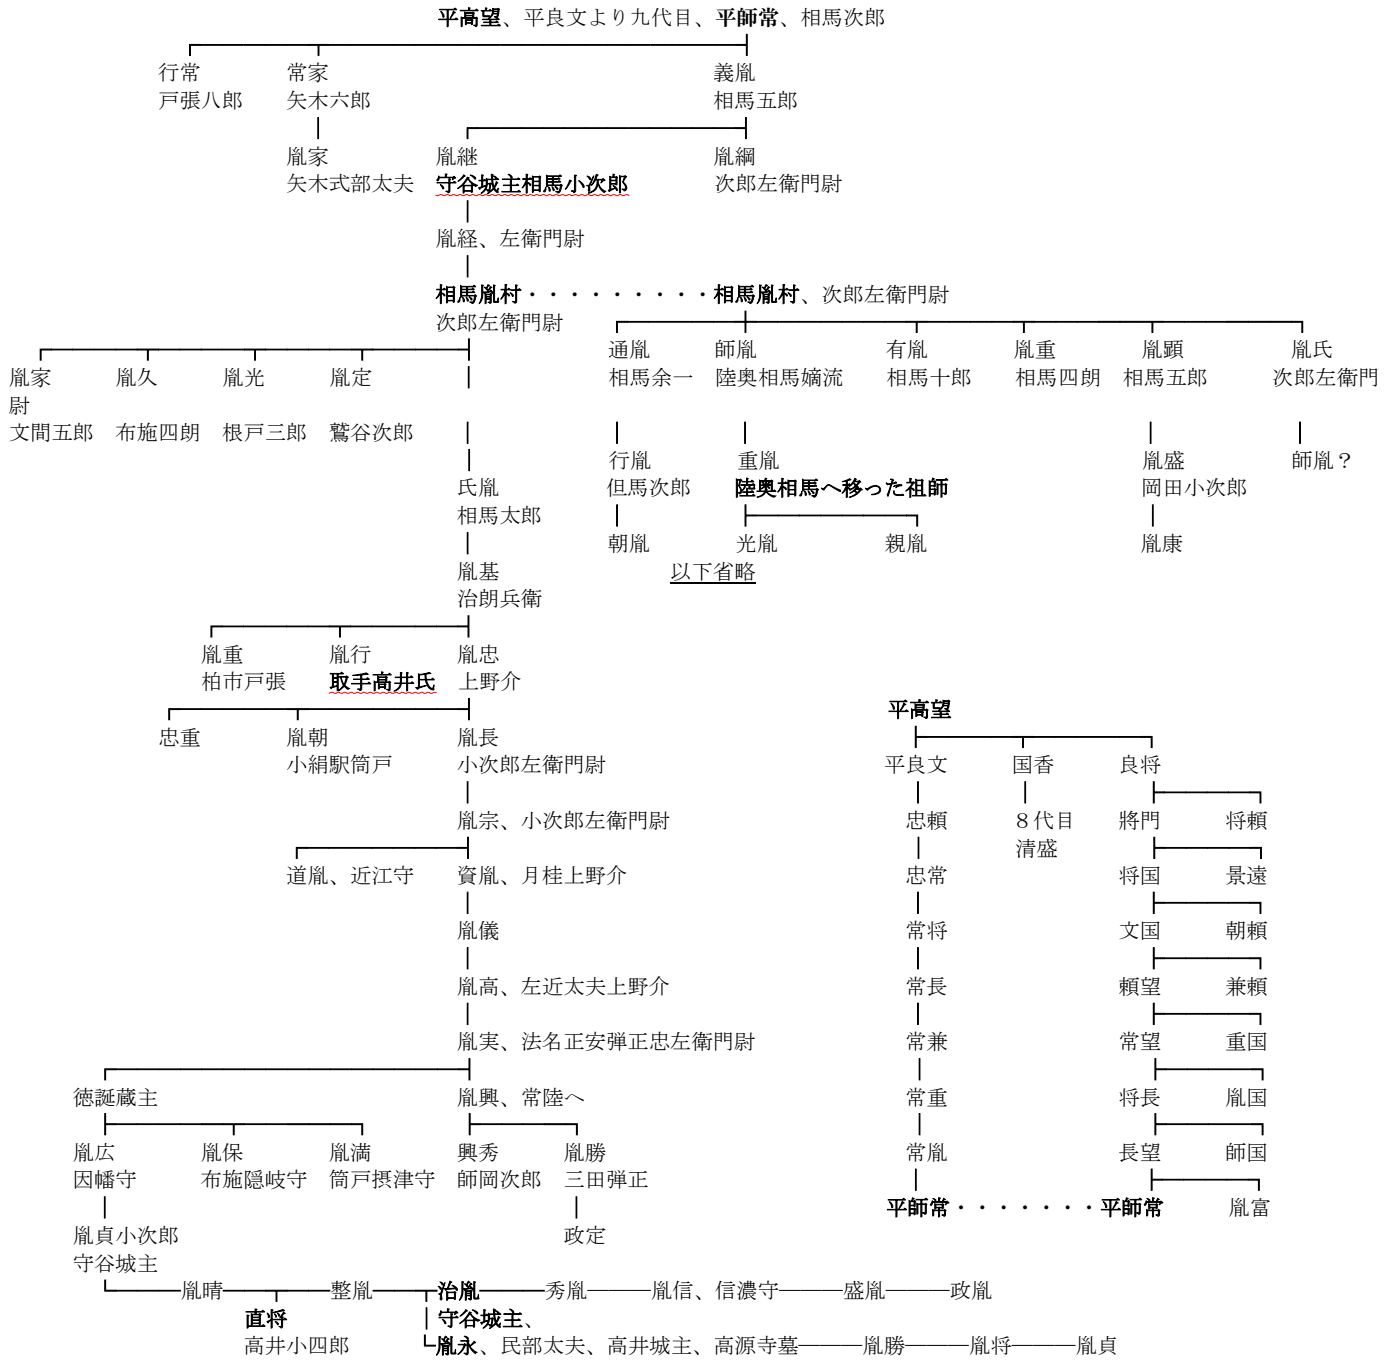 平高望、平良文より九代目、平師常、相馬次郎
行常 常家 義胤
戸張八郎 矢木六郎 相馬五郎
胤家 胤継 胤綱
矢木式部太夫 守谷城主相馬小次郎 次郎左衛門尉
胤経、左衛門尉
相馬胤村・・・・・・・・・相馬胤村、次郎左衛門尉
次郎左衛門尉
通胤 師胤 有胤 胤重 胤顕 胤氏
胤家 胤久 胤光 胤定 相馬余一 陸奥相馬嫡流 相馬十郎 相馬四朗 相馬五郎 次郎左衛門
尉
文間五郎 布施四朗 根戸三郎 鷲谷次郎
行胤 重胤 胤盛 師胤？
氏胤 但馬次郎 陸奥相馬へ移った祖師 岡田小次郎
相馬太郎
朝胤 光胤 親胤 胤康
胤基 以下省略
治朗兵衛
胤重 胤行 胤忠
柏市戸張 取手高井氏 上野介
平高望
忠重 胤朝 胤長
小絹駅筒戸 小次郎左衛門尉 平良文 国香 良将
胤宗、小次郎左衛門尉 忠頼 ８代目 將門 将頼
清盛
道胤、近江守 資胤、月桂上野介 忠常 将国 景遠
胤儀 常将 文国 朝頼
胤高、左近太夫上野介 常長 頼望 兼頼
胤実、法名正安弾正忠左衛門尉 常兼 常望 重国
徳誕蔵主 胤興、常陸へ 常重 将長 胤国
胤広 胤保 胤満 興秀 胤勝 常胤 長望 師国
因幡守 布施隠岐守 筒戸摂津守 師岡次郎 三田弾正
平師常・・・・・・・平師常 胤富
胤貞小次郎 政定
守谷城主
胤晴 整胤 治胤 秀胤 胤信、信濃守 盛胤 政胤
直将 守谷城主、
高井小四郎 胤永、民部太夫、高井城主、高源寺墓 胤勝 胤将 胤貞